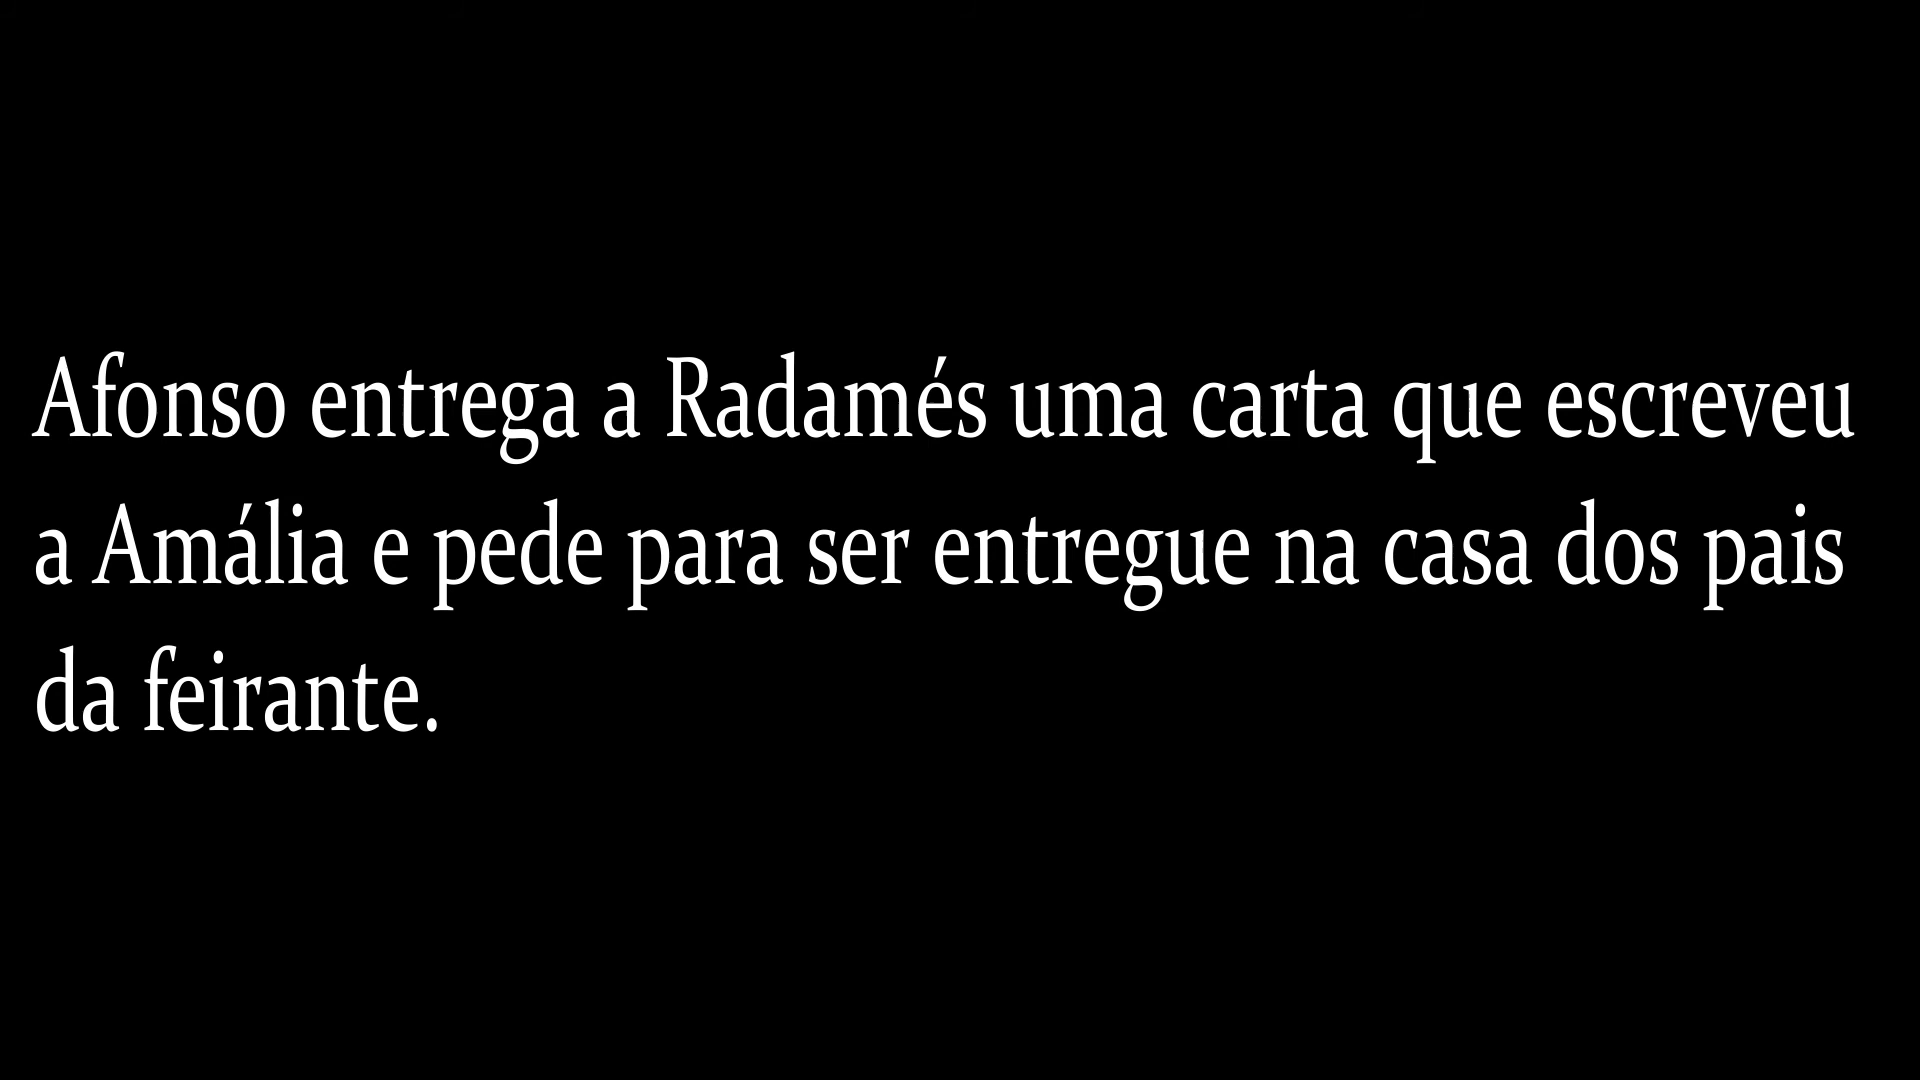 Afonso entrega a Radamés uma carta que escreveu
a Amália e pede para ser entregue na casa dos pais
da feirante.